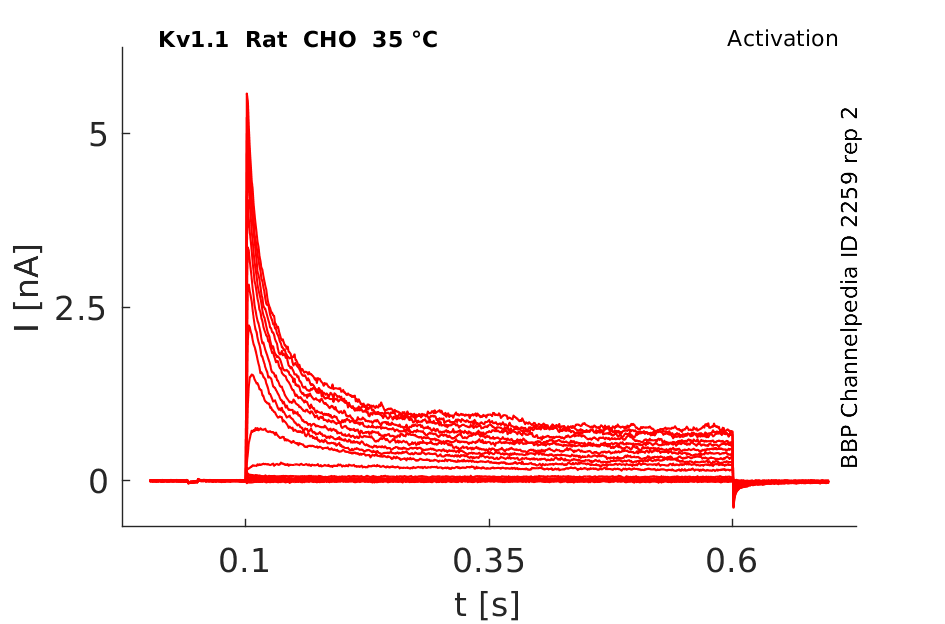 Kv1.1 Rat CHO 35 °C
Activation
5
2.5
0
I [nA]
0.1
0.35
0.6
t [s]
BBP Channelpedia ID 2259 rep 2